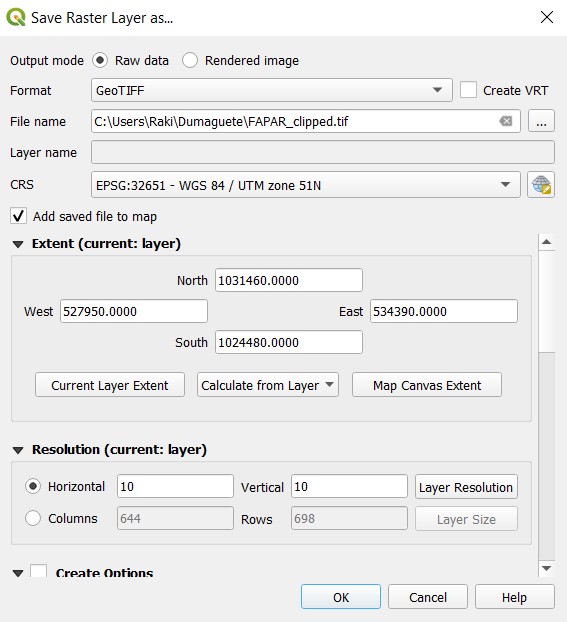 Save Raster Layer as...
Output mode Raw data Rendered image
Format GeoTIFF Create VRT
File name C:\Users\Raki\Dumaguete\FAPAR_clipped.tif ...
Layer name
CRS EPSG:32651 - WGS 84 / UTM zone 51N
Add saved file to map
Extent (current: layer)
North 1031460.0000
West 527950.0000 East 534390.0000
South 1024480.0000
Current Layer Extent Calculate from Layer Map Canvas Extent
Resolution (current: layer)
Horizontal 10 Vertical 10 Layer Resolution
Columns 644 Rows 698 Layer Size
Create Options
OK Cancel Help